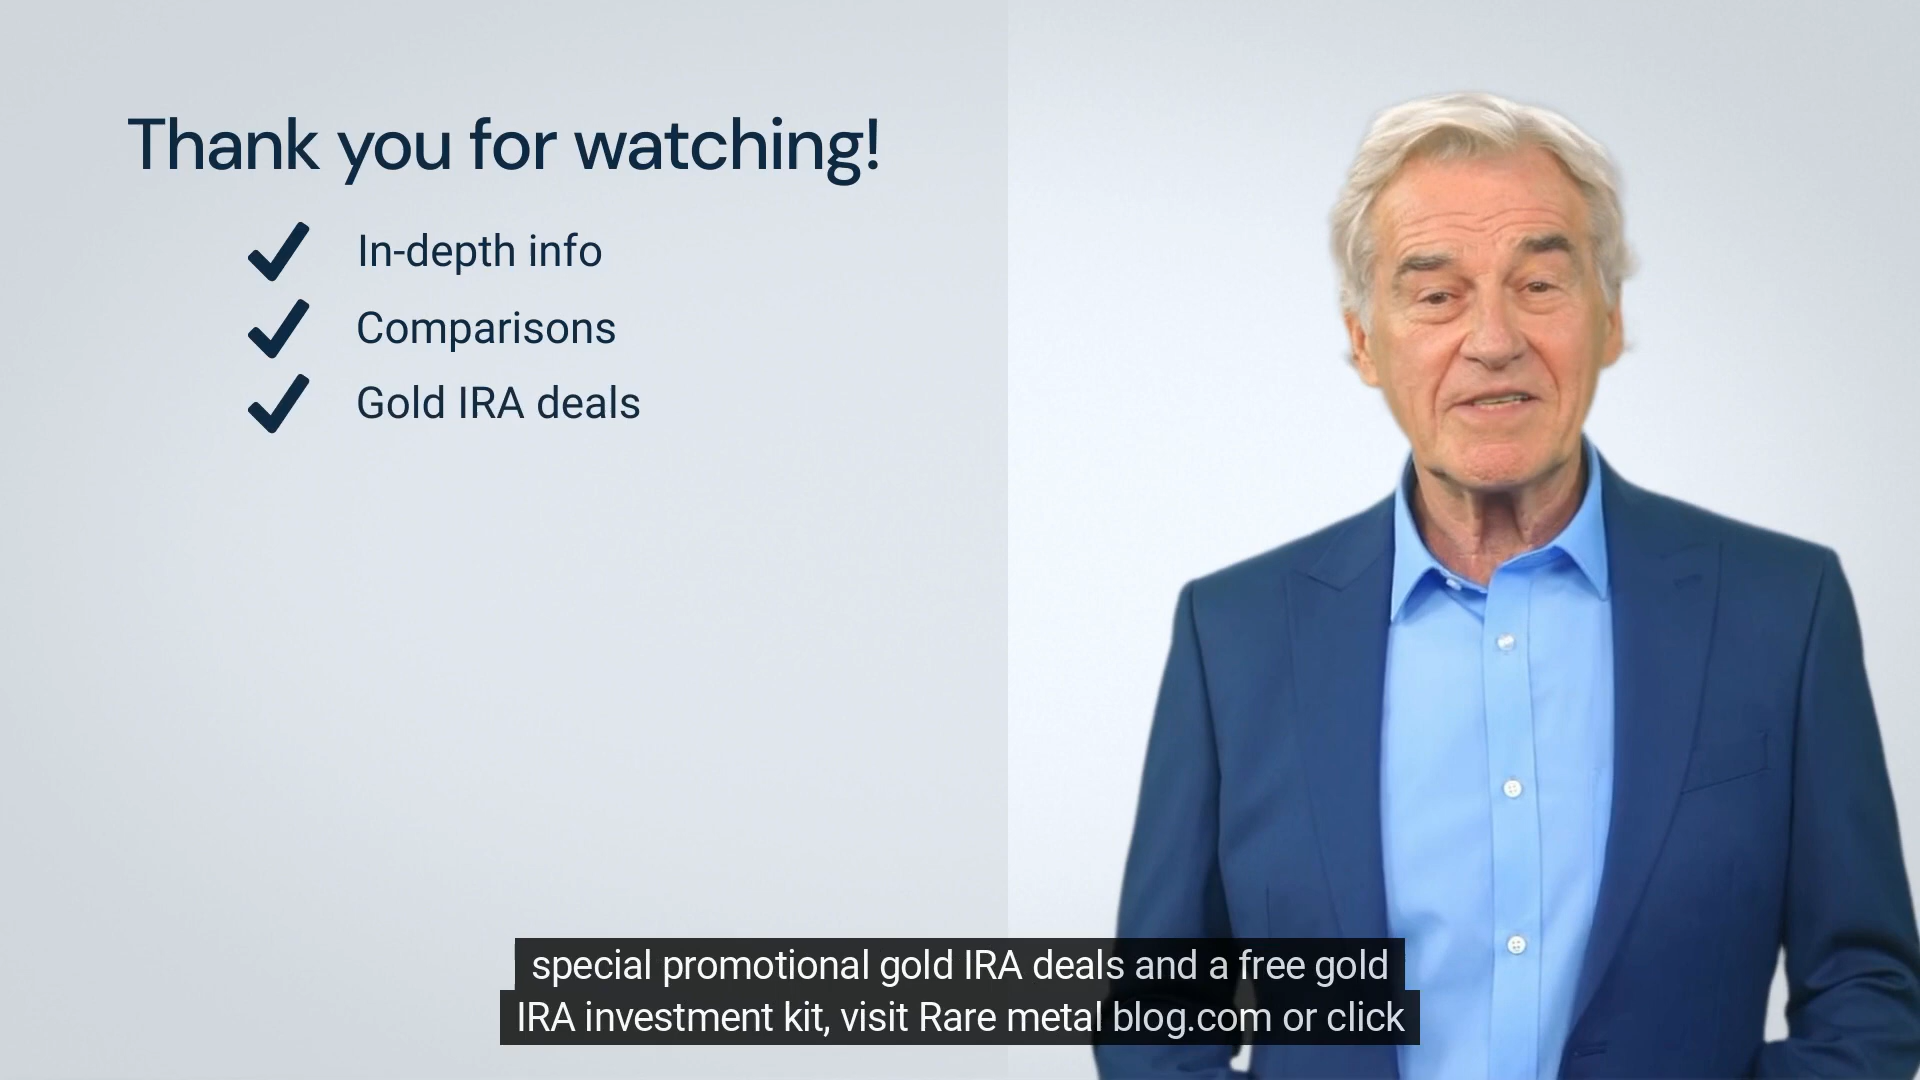 Thank you for watching!
In-depth info
Comparisons
Gold IRA deals
special promotional gold IRA deals and a free gold
IRA investment kit, visit Rare metal blog.com or click